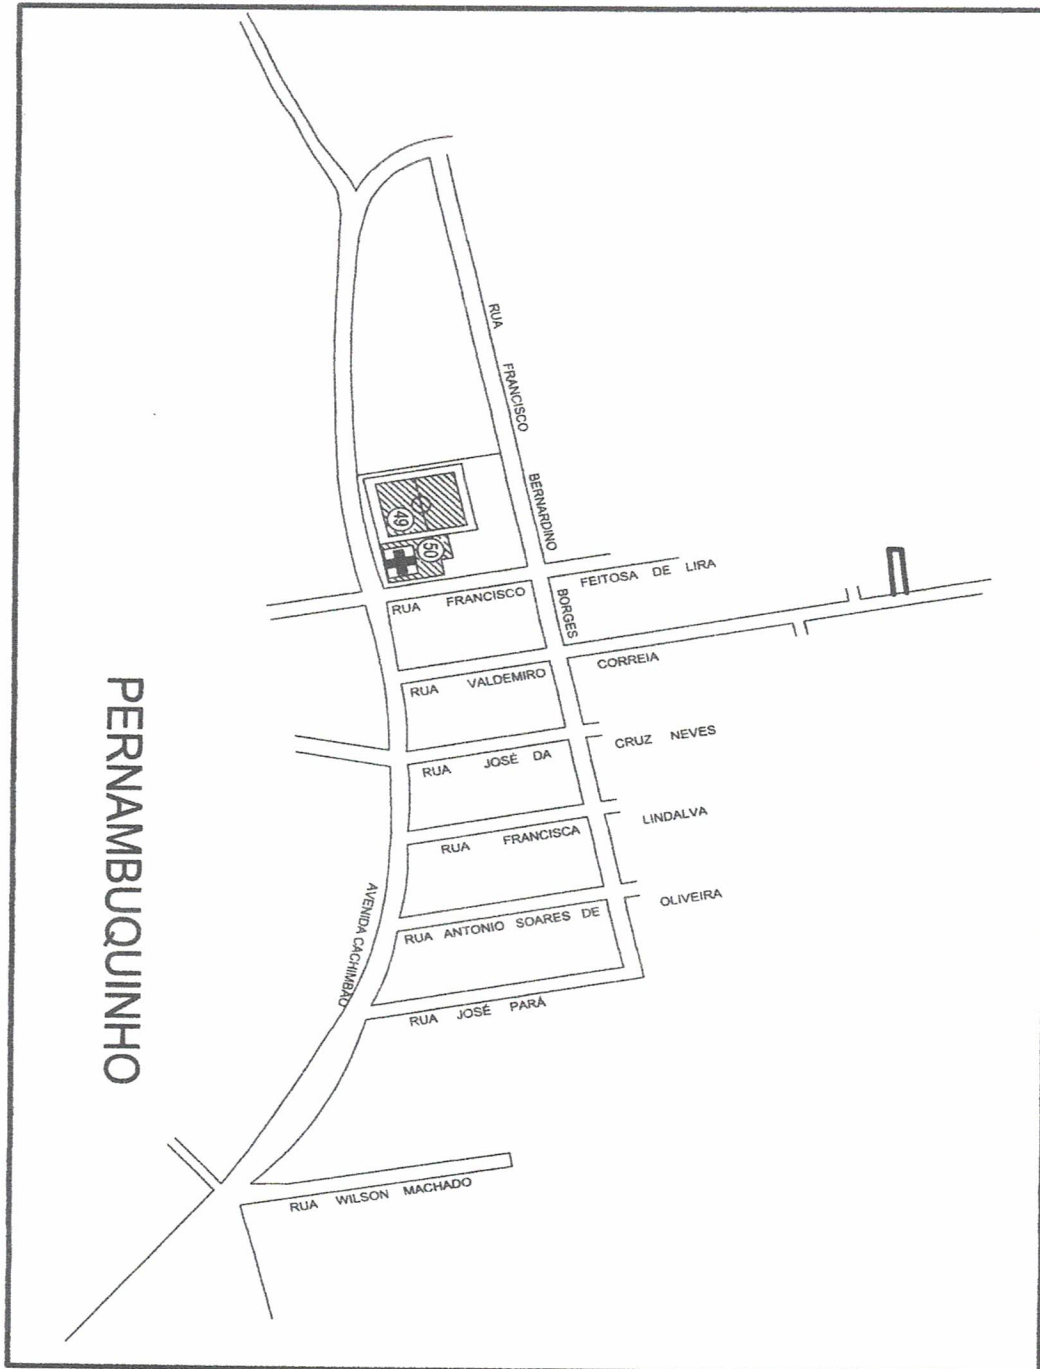 RUA FRANCISCO BERNARDINO BORGES
49
50
RUA FRANCISCO FEITOSA DE LIRA
RUA VALDEMIRO CORREIA
RUA JOSÉ DA CRUZ NEVES
RUA FRANCISCA LINDALVA
RUA ANTONIO SOARES DE OLIVEIRA
RUA JOSÉ PARÁ
AVENIDA CACHIMBÃO
RUA WILSON MACHADO
PERNAMBUQUINHO